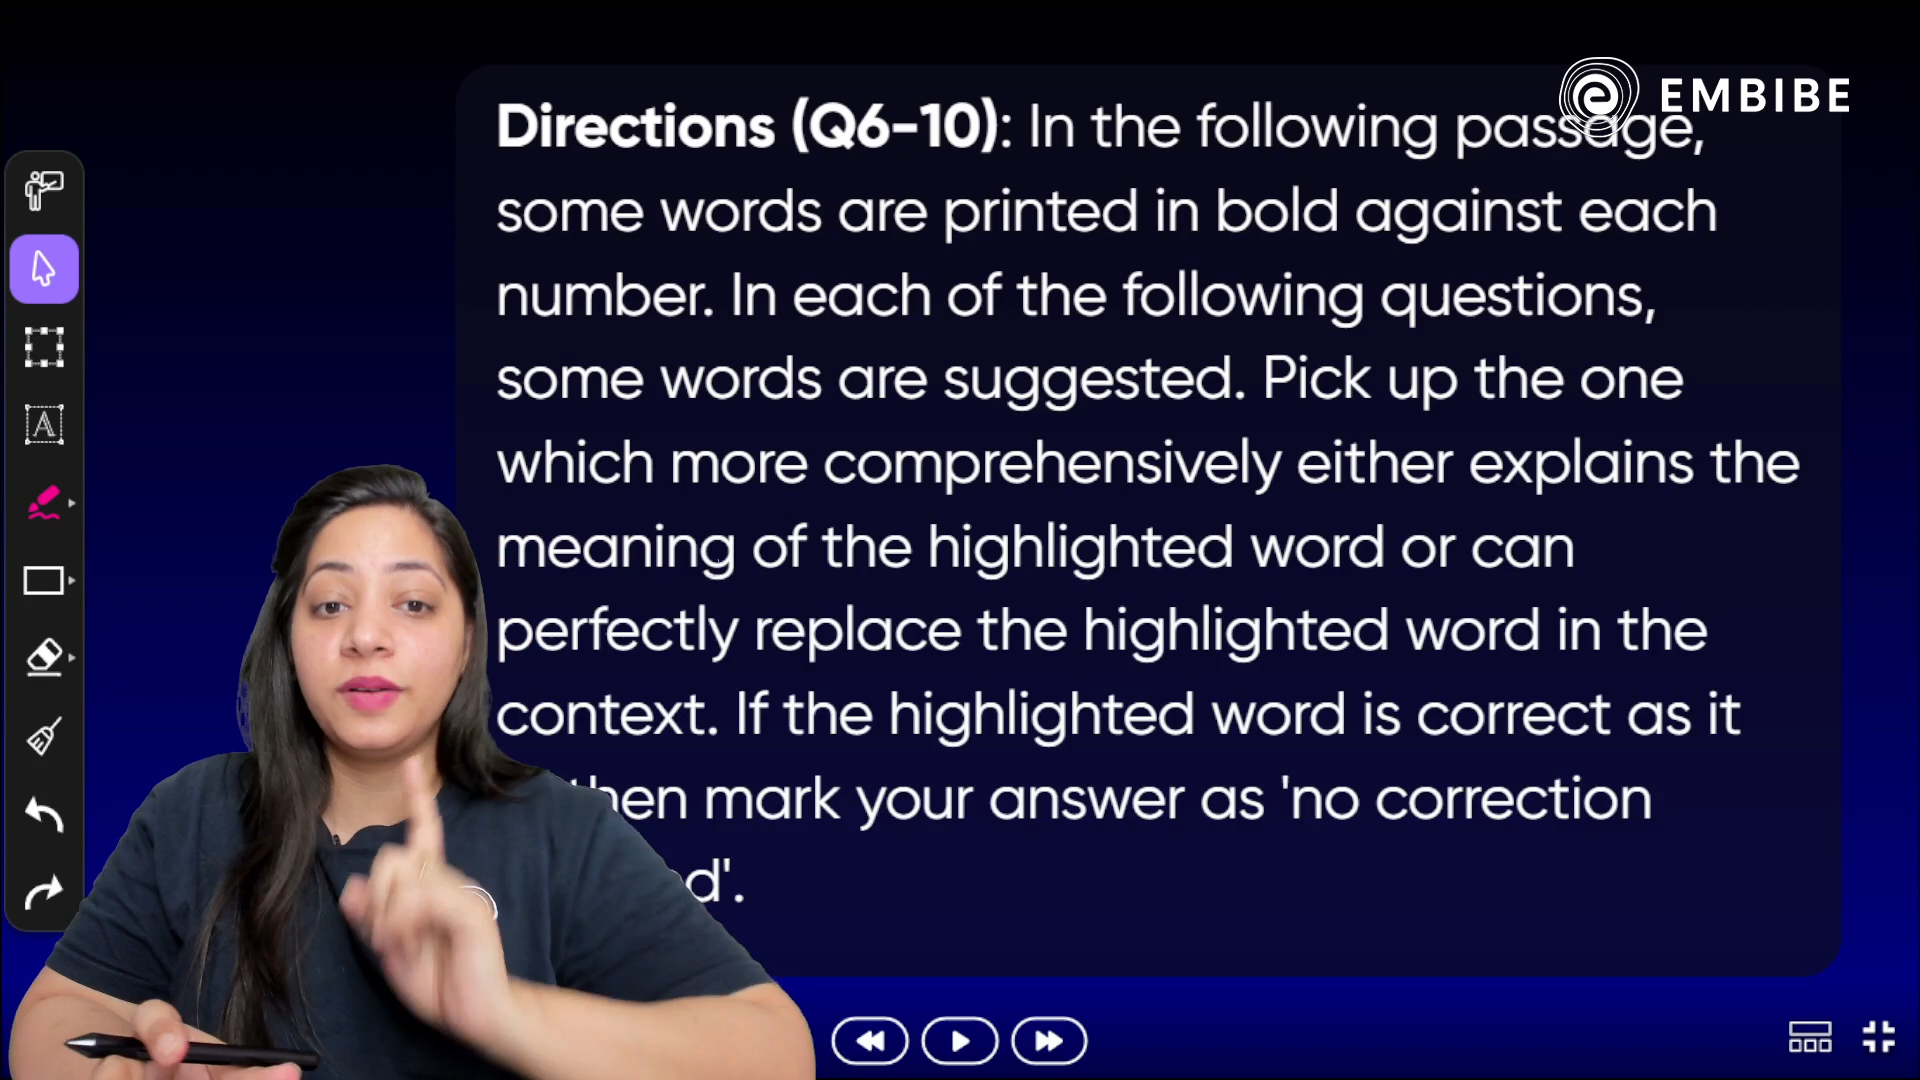 EMBIBE
Directions (Q6-10): In the following passage,
some words are printed in bold against each
number. In each of the following questions,
some words are suggested. Pick up the one
which more comprehensively either explains the
meaning of the highlighted word or can
perfectly replace the highlighted word in the
context. If the highlighted word is correct as it
mark your answer as 'no correction
A